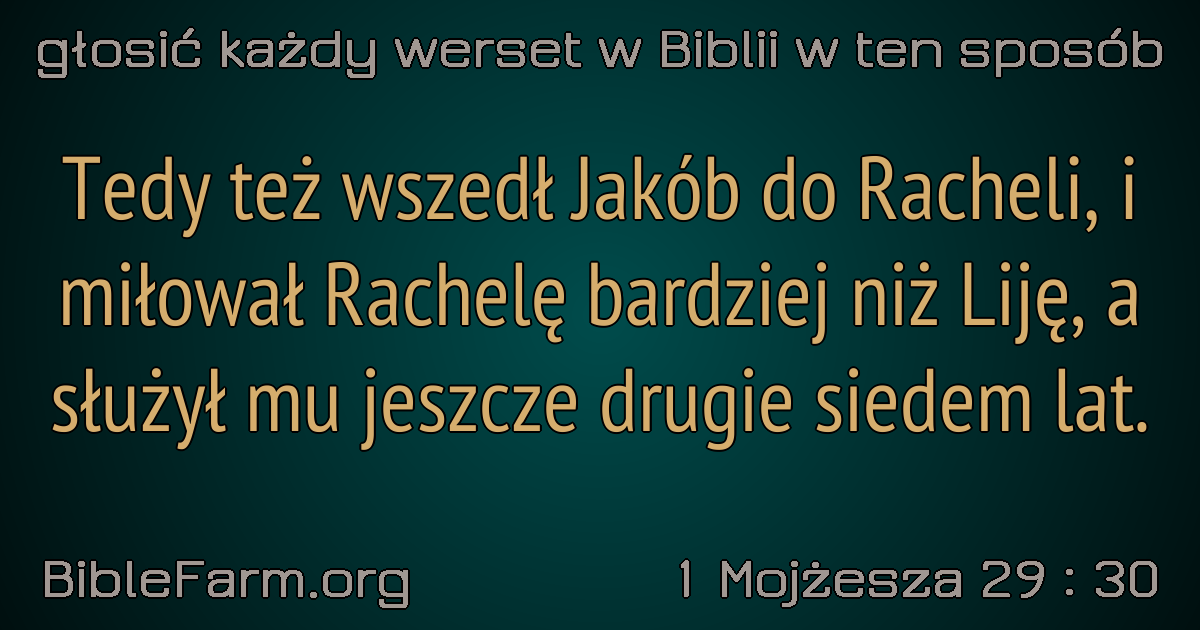 głosić każdy werset w Biblii w ten sposób
Tedy też wszedł Jakób do Racheli, i
miłował Rachelę bardziej niż Liję, a
służył mu jeszcze drugie siedem lat.
BibleFarm.org
1 Mojżesza 29 : 30